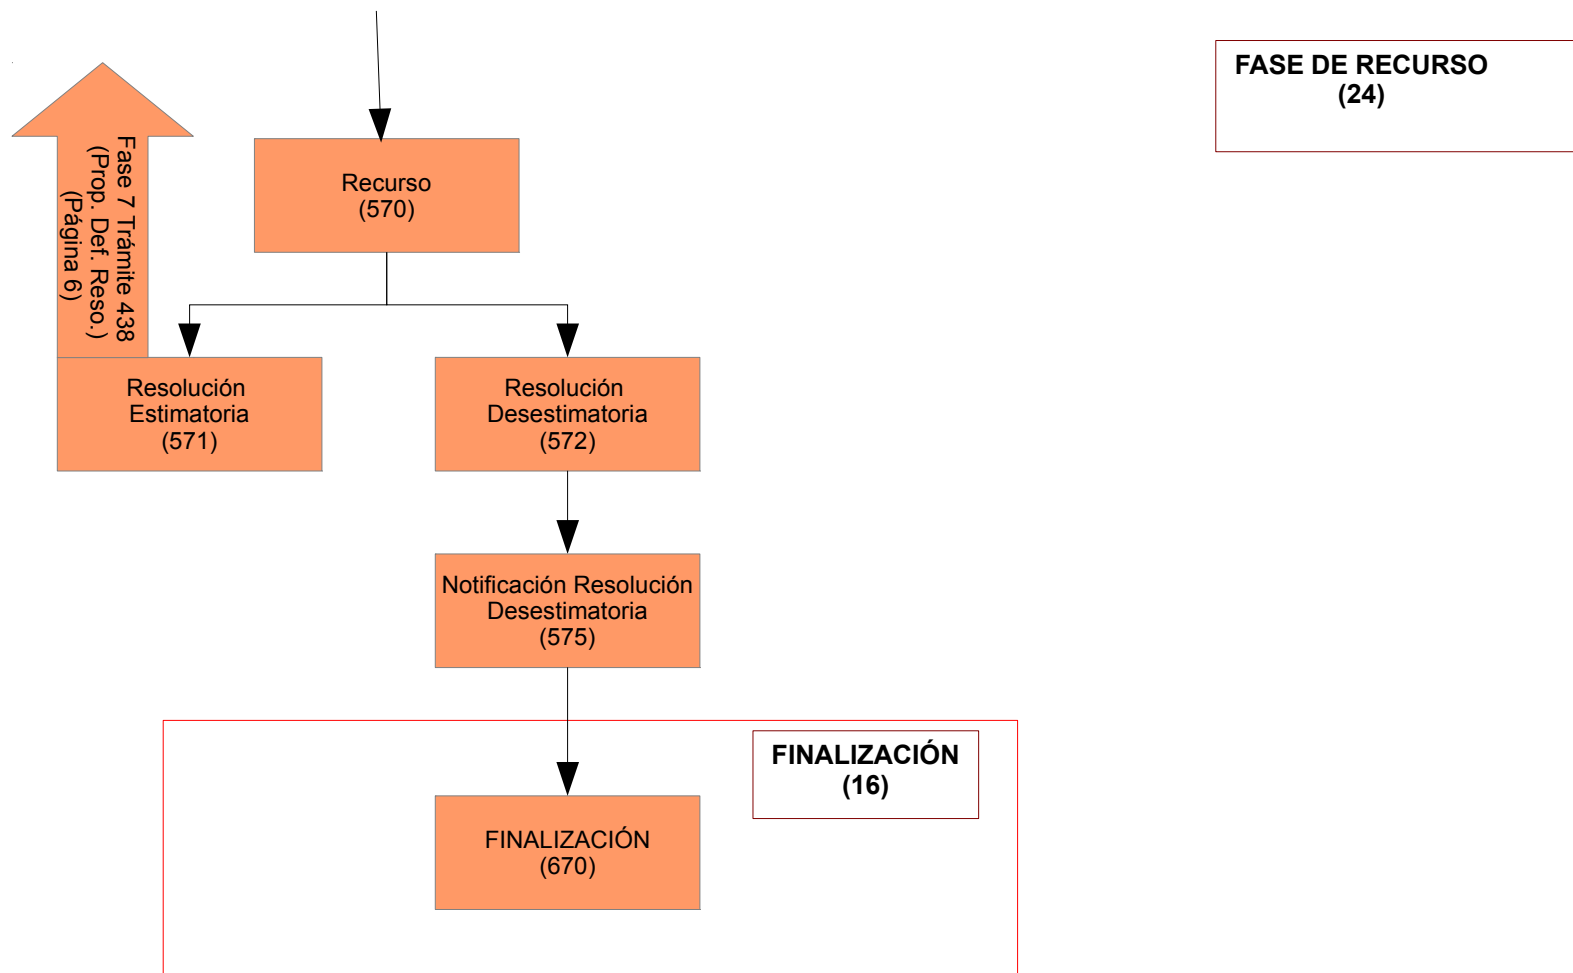 FASE DE RECURSO
(24)
Fase 7 Trámite 438
(Prop. Def. Reso.)
(Página 6)
Recurso
(570)
Resolución
Estimatoria
(571)
Resolución
Desestimatoria
(572)
Notificación Resolución
Desestimatoria
(575)
FINALIZACIÓN
(16)
FINALIZACIÓN
(670)